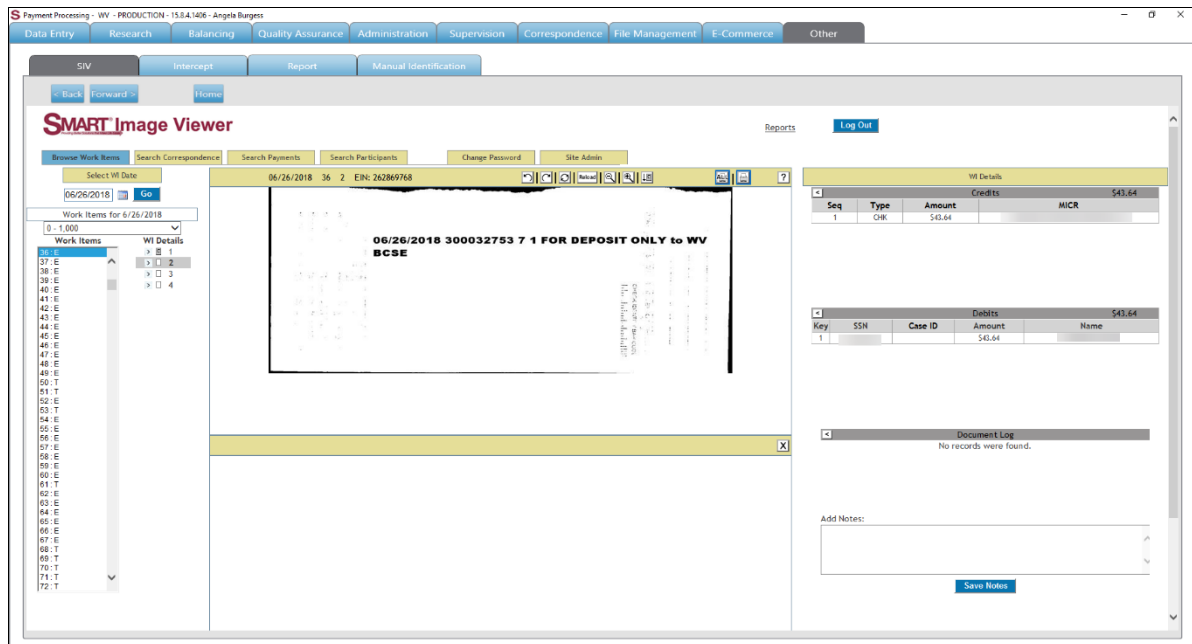 S Payment Processing - WV - PRODUCTION - 15.8.4.1406 - Angela Burgess
Data Entry Research Balancing Quality Assurance Administration Supervision Correspondence File Management E-Commerce Other
SIV Intercept Report Manual Identification
< Back Forward > Home
SMART Image Viewer
Reports Log Out
Browse Work Items Search Correspondence Search Payments Search Participants Change Password Site Admin
Select WI Date
06/26/2018 Go
Work Items for 6/26/2018
0 - 1,000
Work Items WI Details
36:E
37:E
38:E
39:E
40:E
41:E
42:E
43:E
44:E
45:E
46:E
47:E
48:E
49:E
50:T
51:T
52:E
53:T
54:E
55:E
56:E
57:E
58:E
59:E
60:E
61:T
62:E
63:E
64:E
65:E
66:E
67:E
68:T
69:T
70:T
71:T
72:T
> 1
> 2
> 3
> 4
06/26/2018 36 2 EIN: 262869768 Reload ALL ?
06/26/2018 300032753 7 1 FOR DEPOSIT ONLY to WV
BCSE
X
WI Details
< Credits $43.64
Seq Type Amount MICR
1 CHK $43.64
< Debits $43.64
Key SSN Case ID Amount Name
1 $43.64
< Document Log
No records were found.
Add Notes:
Save Notes